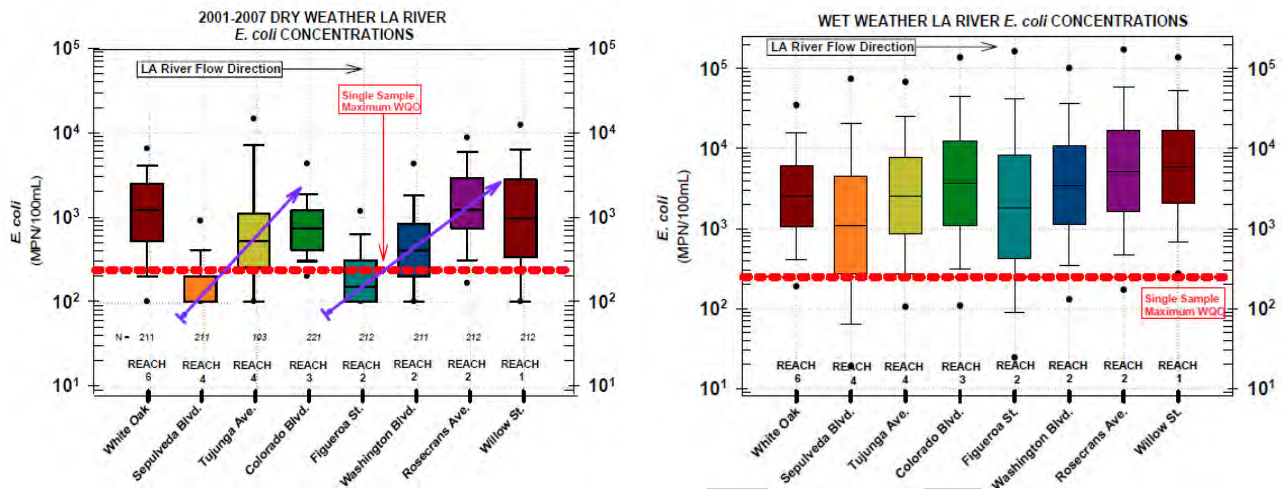 2001-2007 DRY WEATHER LA RIVER
E. coli CONCENTRATIONS
10⁵
10⁴
10³
10²
10¹
E. coli
(MPN/100mL)
10⁵
10⁴
10³
10²
10¹
LA River Flow Direction
Single Sample
Maximum WQO
N = 211 211 193 221 212 211 212 212
REACH REACH REACH REACH REACH REACH REACH REACH
6 4 4 3 2 2 2 1
White Oak
Sepulveda Blvd.
Tujunga Ave.
Colorado Blvd.
Figueroa St.
Washington Blvd.
Rosecrans Ave.
Willow St.
WET WEATHER LA RIVER E. coli CONCENTRATIONS
10⁵
10⁴
10³
10²
10¹
E. coli
(MPN/100mL)
10⁵
10⁴
10³
10²
10¹
LA River Flow Direction
Single Sample
Maximum WQO
REACH REACH REACH REACH REACH REACH REACH REACH
6 4 4 3 2 2 2 1
White Oak
Sepulveda Blvd.
Tujunga Ave.
Colorado Blvd.
Figueroa St.
Washington Blvd.
Rosecrans Ave.
Willow St.